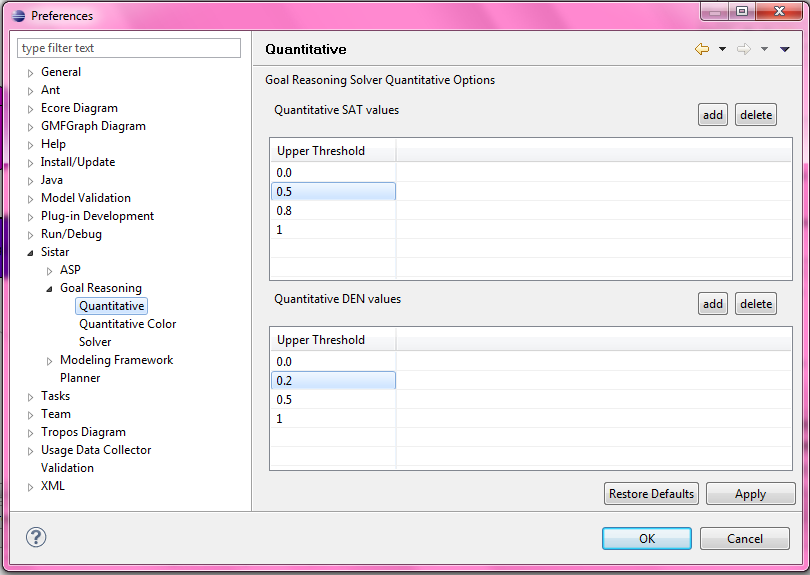 Preferences
type filter text
General
Ant
Ecore Diagram
GMFGraph Diagram
Help
Install/Update
Java
Model Validation
Plug-in Development
Run/Debug
Sistar
ASP
Goal Reasoning
Quantitative
Quantitative Color
Solver
Modeling Framework
Planner
Tasks
Team
Tropos Diagram
Usage Data Collector
Validation
XML
Quantitative
Goal Reasoning Solver Quantitative Options
Quantitative SAT values
add delete
Upper Threshold
0.0
0.5
0.8
1
Quantitative DEN values
add delete
Upper Threshold
0.0
0.2
0.5
1
Restore Defaults Apply
? OK Cancel